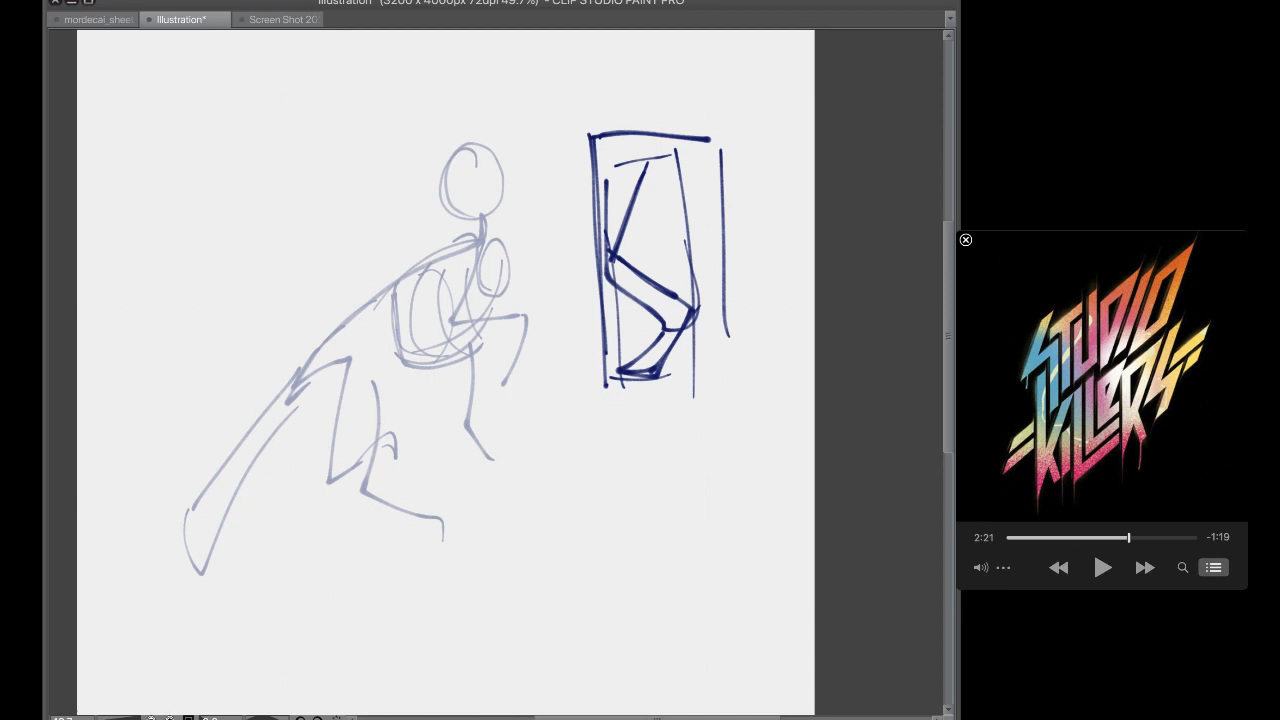 Illustration* (3200 x 4000px 72dpi 49.7%) - CLIP STUDIO PAINT PRO
mordecai_shee
Illustration*
Screen Shot 20
STUDIO
KILLERS
2:21
-1:19